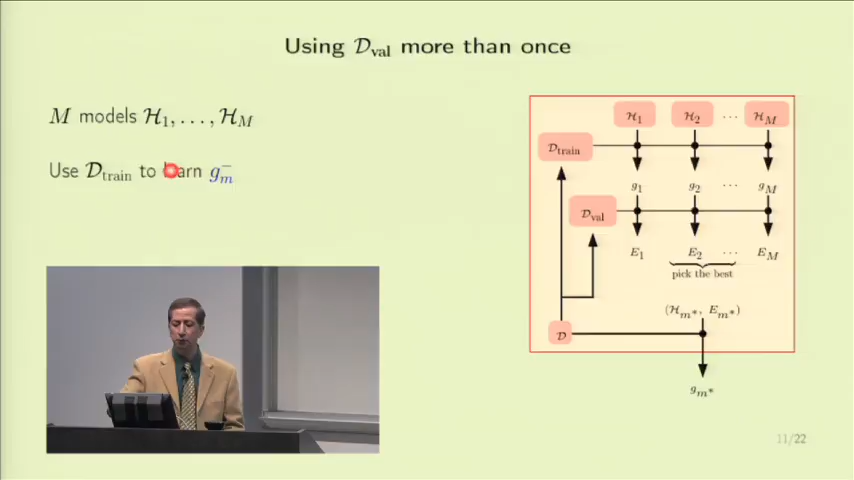 Using 𝒟val more than once
M models ℋ1, . . . , ℋM
Use 𝒟train to learn g−m
ℋ1 ℋ2 ··· ℋM
𝒟train
g1 g2 ··· gM
𝒟val
E1 E2 ··· EM
pick the best
(ℋm*, Em*)
𝒟
gm*
11/22